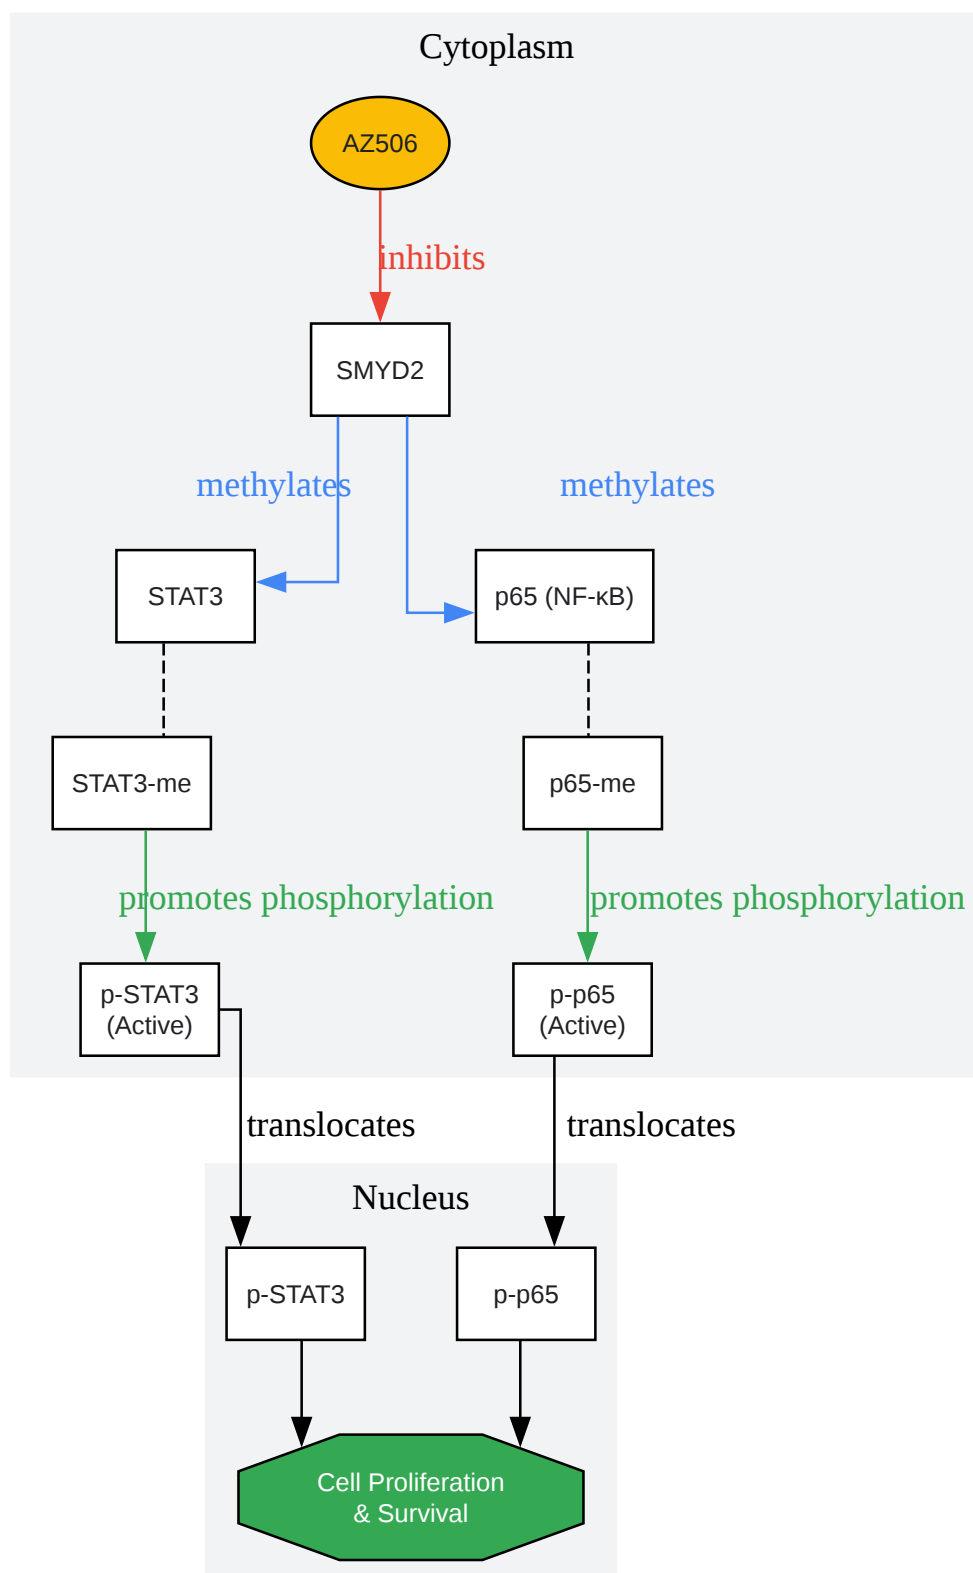 Cytoplasm
AZ506
inhibits
SMYD2
methylates
methylates
STAT3
p65 (NF-κB)
STAT3-me
p65-me
promotes phosphorylation
promotes phosphorylation
p-STAT3
(Active)
p-p65
(Active)
translocates
translocates
Nucleus
p-STAT3
p-p65
Cell Proliferation
& Survival